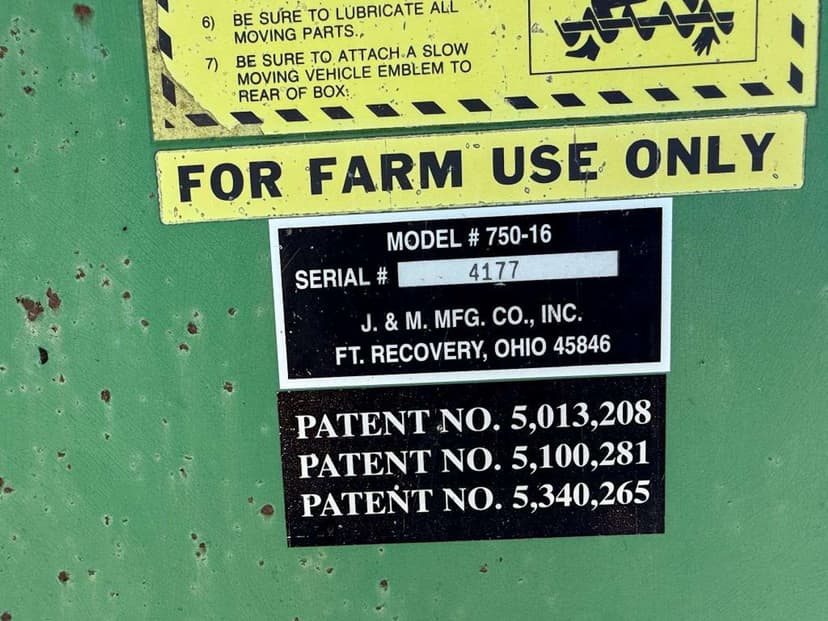 6) BE SURE TO LUBRICATE ALL
MOVING PARTS.
7) BE SURE TO ATTACH A SLOW
MOVING VEHICLE EMBLEM TO
REAR OF BOX.
FOR FARM USE ONLY
MODEL # 750-16
SERIAL # 4177
J. & M. MFG. CO., INC.
FT. RECOVERY, OHIO 45846
PATENT NO. 5,013,208
PATENT NO. 5,100,281
PATENT NO. 5,340,265